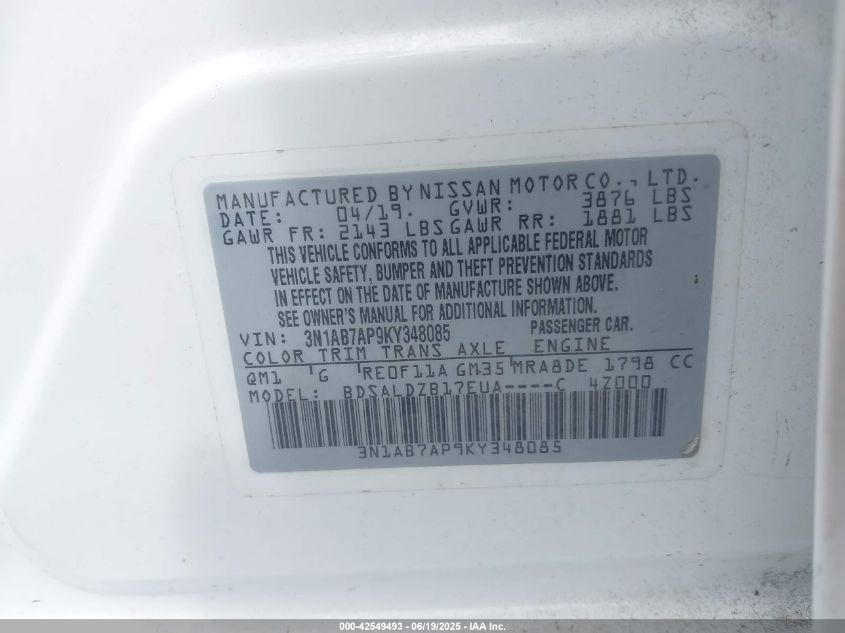 MANUFACTURED BY NISSAN MOTOR CO., LTD.
DATE: 04/19. GVWR: 3876 LBS
GAWR FR: 2143 LBS GAWR RR: 1881 LBS
THIS VEHICLE CONFORMS TO ALL APPLICABLE FEDERAL MOTOR
VEHICLE SAFETY, BUMPER AND THEFT PREVENTION STANDARDS
IN EFFECT ON THE DATE OF MANUFACTURE SHOWN ABOVE.
SEE OWNER'S MANUAL FOR ADDITIONAL INFORMATION.
VIN: 3N1AB7AP9KY348085 PASSENGER CAR.
COLOR TRIM TRANS AXLE ENGINE
QM1 G RE0F11A GM35 MRA8DE 1798 CC
MODEL: BDSALDZB17EUA----C 4Z000
3N1AB7AP9KY348085
000-42549493 - 06/19/2025 - IAA Inc.